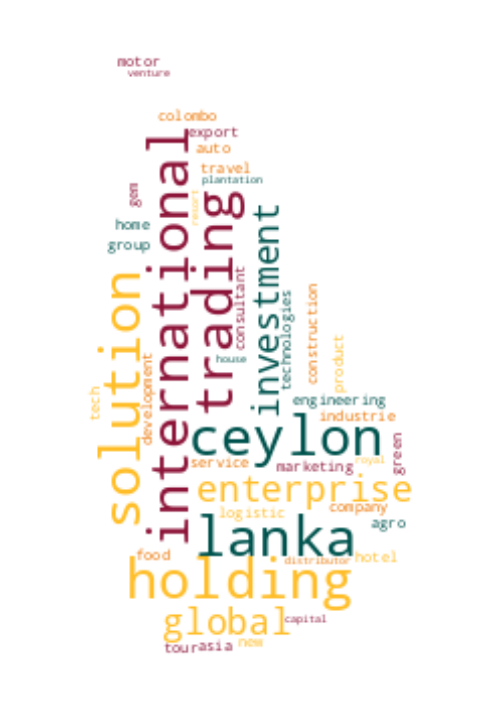 motor
venture
colombo
export
auto
travel
plantation
gem
resort
home
group
international
trading
investment
solution
consultant
technologies
construction
house
development
product
tech
engineering
industrie
ceylon
green
service
marketing
royal
enterprise
logistic
company
agro
lanka
food
distributor
hotel
holding
global
capital
tour
asia
new